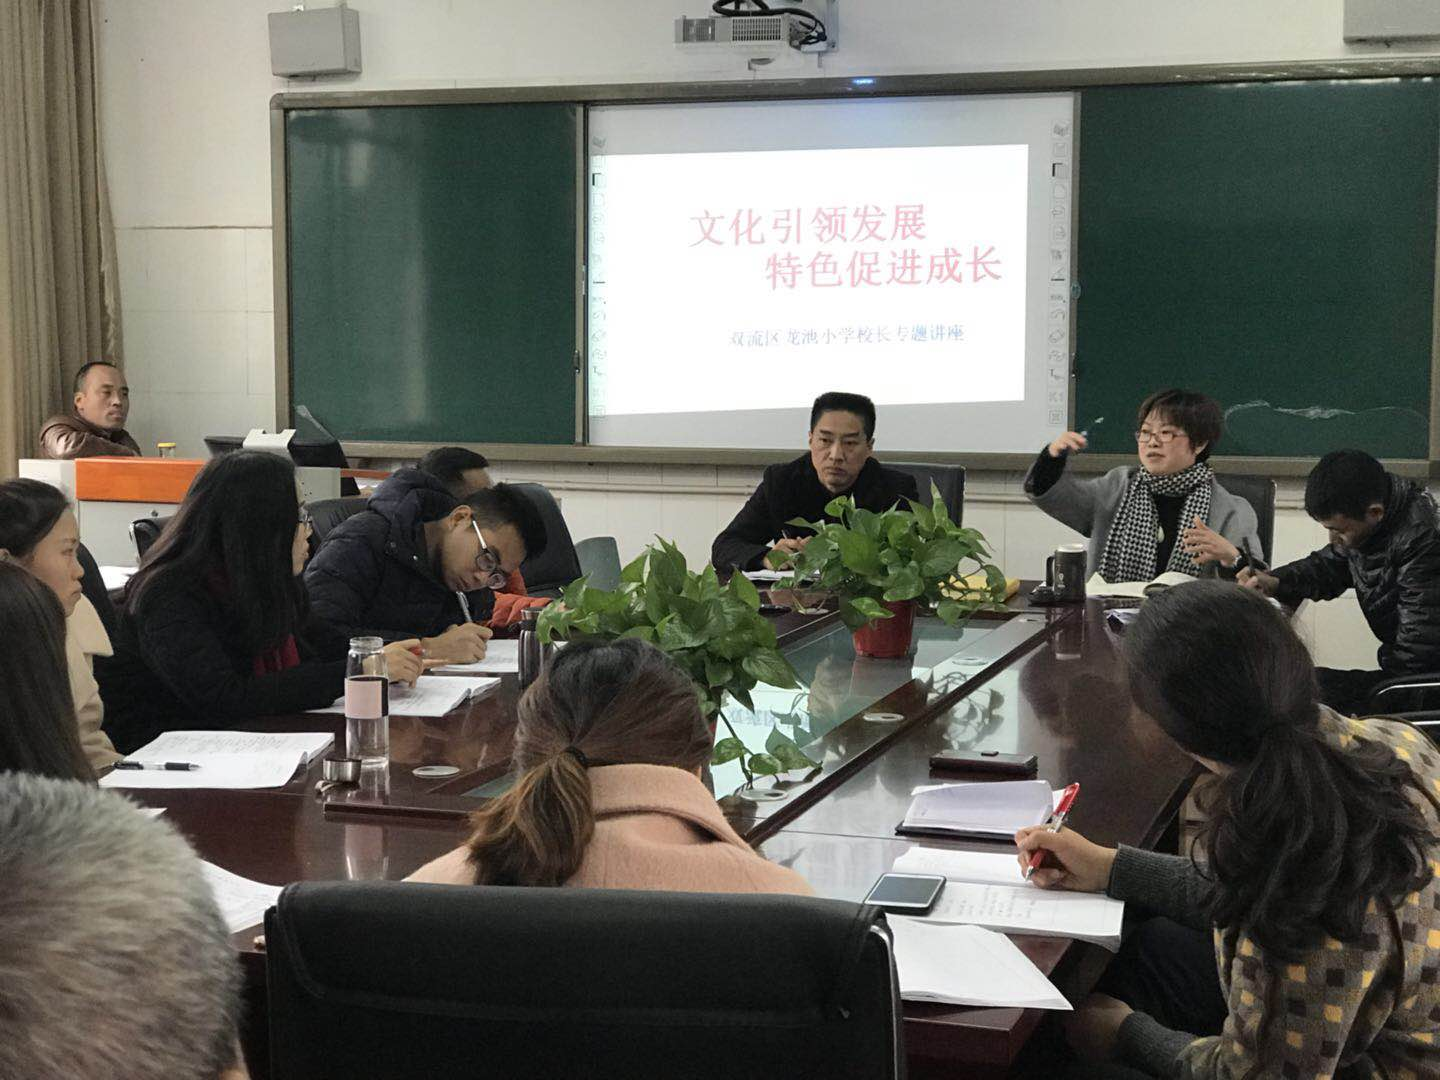 文化引领发展
特色促进成长
双流区龙池小学校长专题讲座